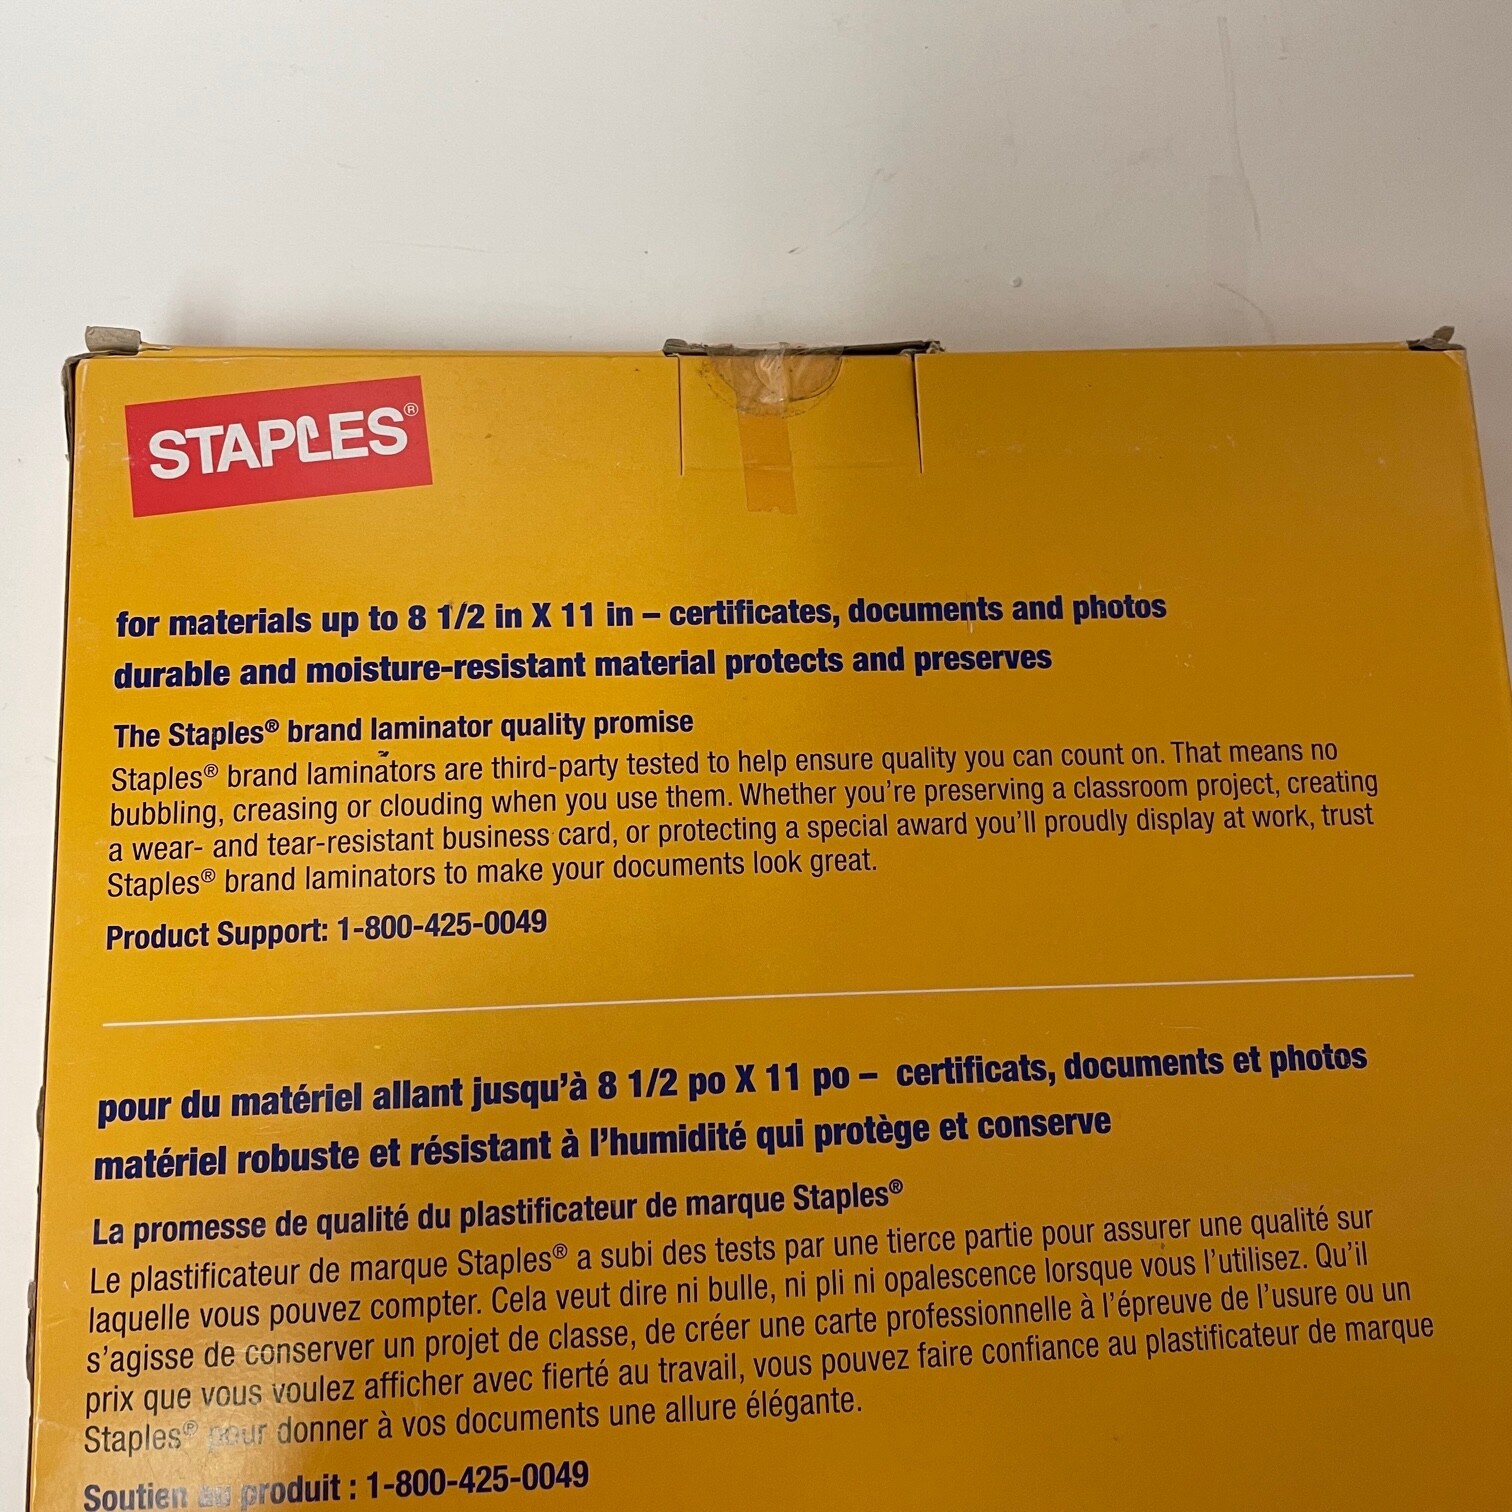 STAPLES®
for materials up to 8 1/2 in X 11 in – certificates, documents and photos
durable and moisture-resistant material protects and preserves
The Staples® brand laminator quality promise
Staples® brand laminators are third-party tested to help ensure quality you can count on. That means no
bubbling, creasing or clouding when you use them. Whether you're preserving a classroom project, creating
a wear- and tear-resistant business card, or protecting a special award you'll proudly display at work, trust
Staples® brand laminators to make your documents look great.
Product Support: 1-800-425-0049
pour du matériel allant jusqu'à 8 1/2 po X 11 po – certificats, documents et photos
matériel robuste et résistant à l'humidité qui protège et conserve
La promesse de qualité du plastificateur de marque Staples®
Le plastificateur de marque Staples® a subi des tests par une tierce partie pour assurer une qualité sur
laquelle vous pouvez compter. Cela veut dire ni bulle, ni pli ni opalescence lorsque vous l'utilisez. Qu'il
s'agisse de conserver un projet de classe, de créer une carte professionnelle à l'épreuve de l'usure ou un
prix que vous voulez afficher avec fierté au travail, vous pouvez faire confiance au plastificateur de marque
Staples® pour donner à vos documents une allure élégante.
Soutien au produit : 1-800-425-0049